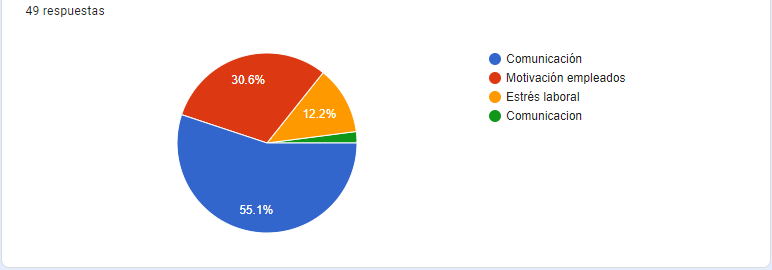 49 respuestas
Comunicación
Motivación empleados
Estrés laboral
Comunicacion
30.6%
12.2%
55.1%